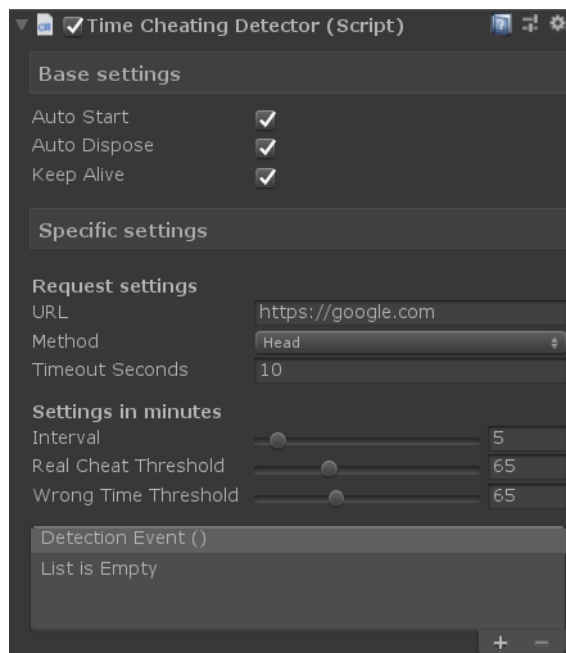 Time Cheating Detector (Script)
Base settings
Auto Start
Auto Dispose
Keep Alive
Specific settings
Request settings
URL https://google.com
Method Head
Timeout Seconds 10
Settings in minutes
Interval 5
Real Cheat Threshold 65
Wrong Time Threshold 65
Detection Event ()
List is Empty